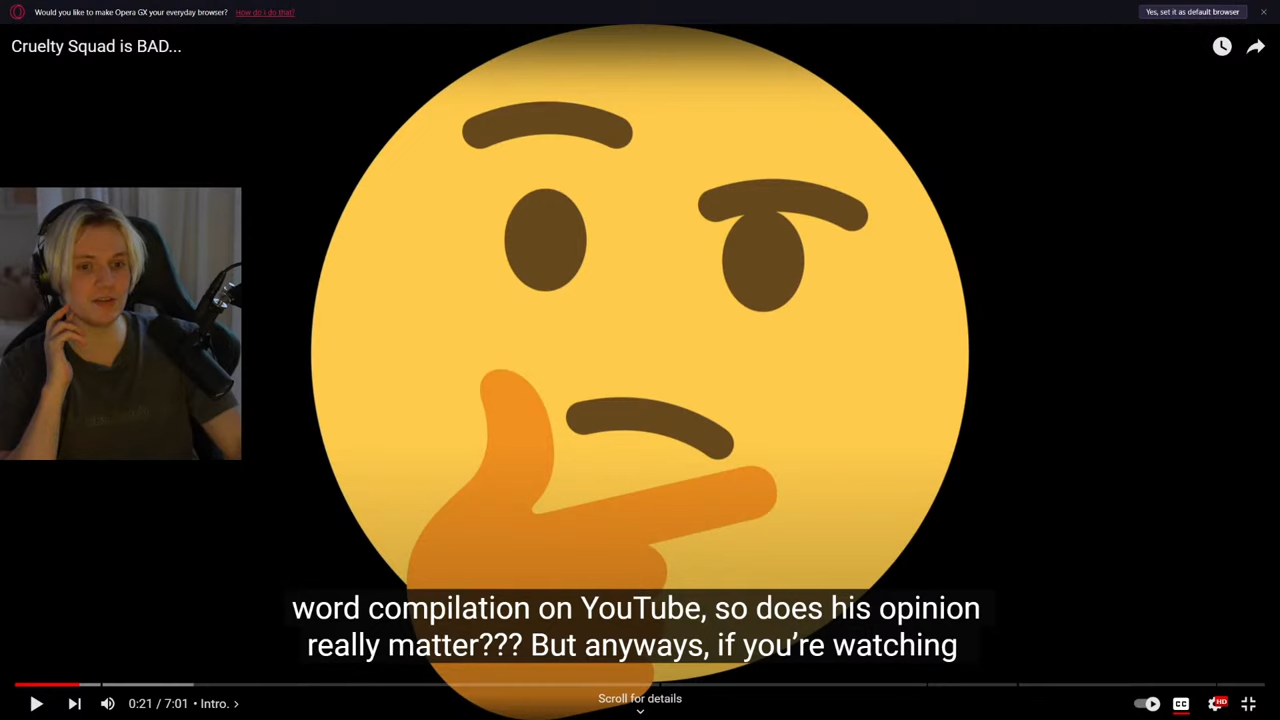 Would you like to make Opera GX your everyday browser? How do i do that?
Yes, set it as default browser
Cruelty Squad is BAD...
word compilation on YouTube, so does his opinion
really matter??? But anyways, if you’re watching
Scroll for details
0:21 / 7:01 • Intro.
CC
HD